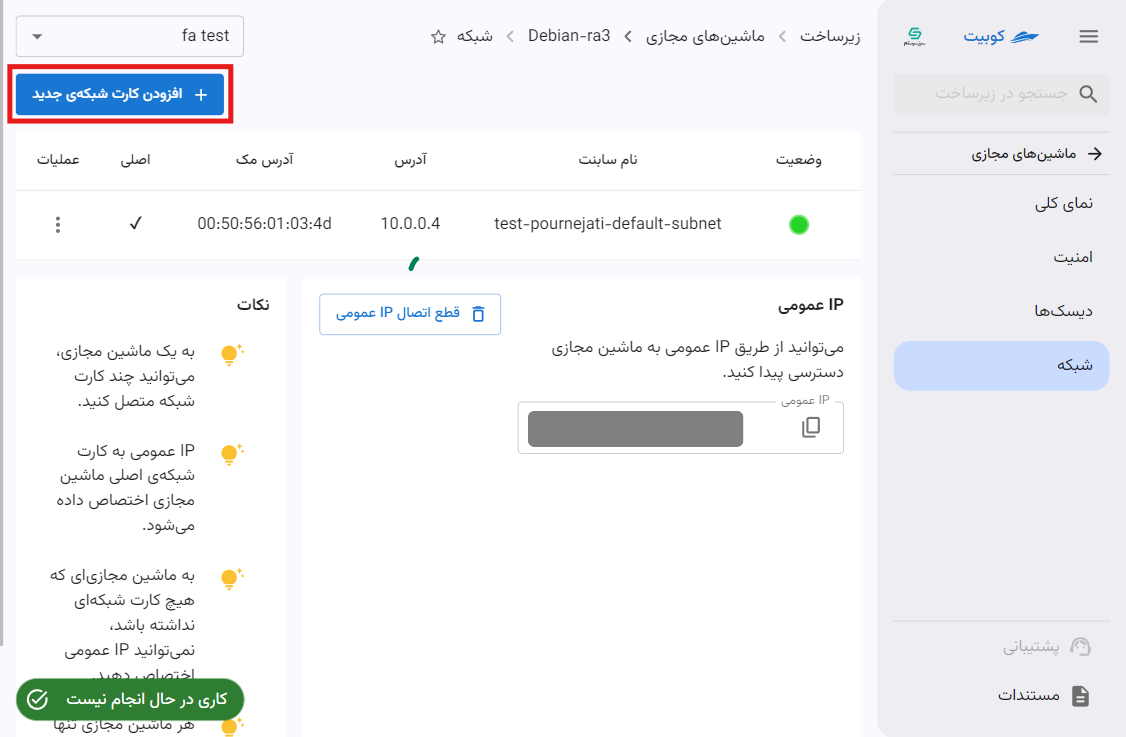 کوبیت
جستجو در زیرساخت
ماشین‌های مجازی
نمای کلی
امنیت
دیسک‌ها
شبکه
پشتیبانی
مستندات
زیرساخت
ماشین‌های مجازی
Debian-ra3
شبکه
fa test
افزودن کارت شبکه‌ی جدید
وضعیت نام سابنت آدرس آدرس مک اصلی عملیات
test-pournejati-default-subnet 10.0.0.4 00:50:56:01:03:4d
IP عمومی
قطع اتصال IP عمومی
می‌توانید از طریق IP عمومی به ماشین مجازی
دسترسی پیدا کنید.
IP عمومی
نکات
به یک ماشین مجازی،
می‌توانید چند کارت
شبکه متصل کنید.
IP عمومی به کارت
شبکه‌ی اصلی ماشین
مجازی اختصاص داده
می‌شود.
به ماشین مجازی‌ای که
هیچ کارت شبکه‌ای
نداشته باشد،
نمی‌توانید IP عمومی
اختصاص دهید.
کاری در حال انجام نیست
هر ماشین مجازی تنها